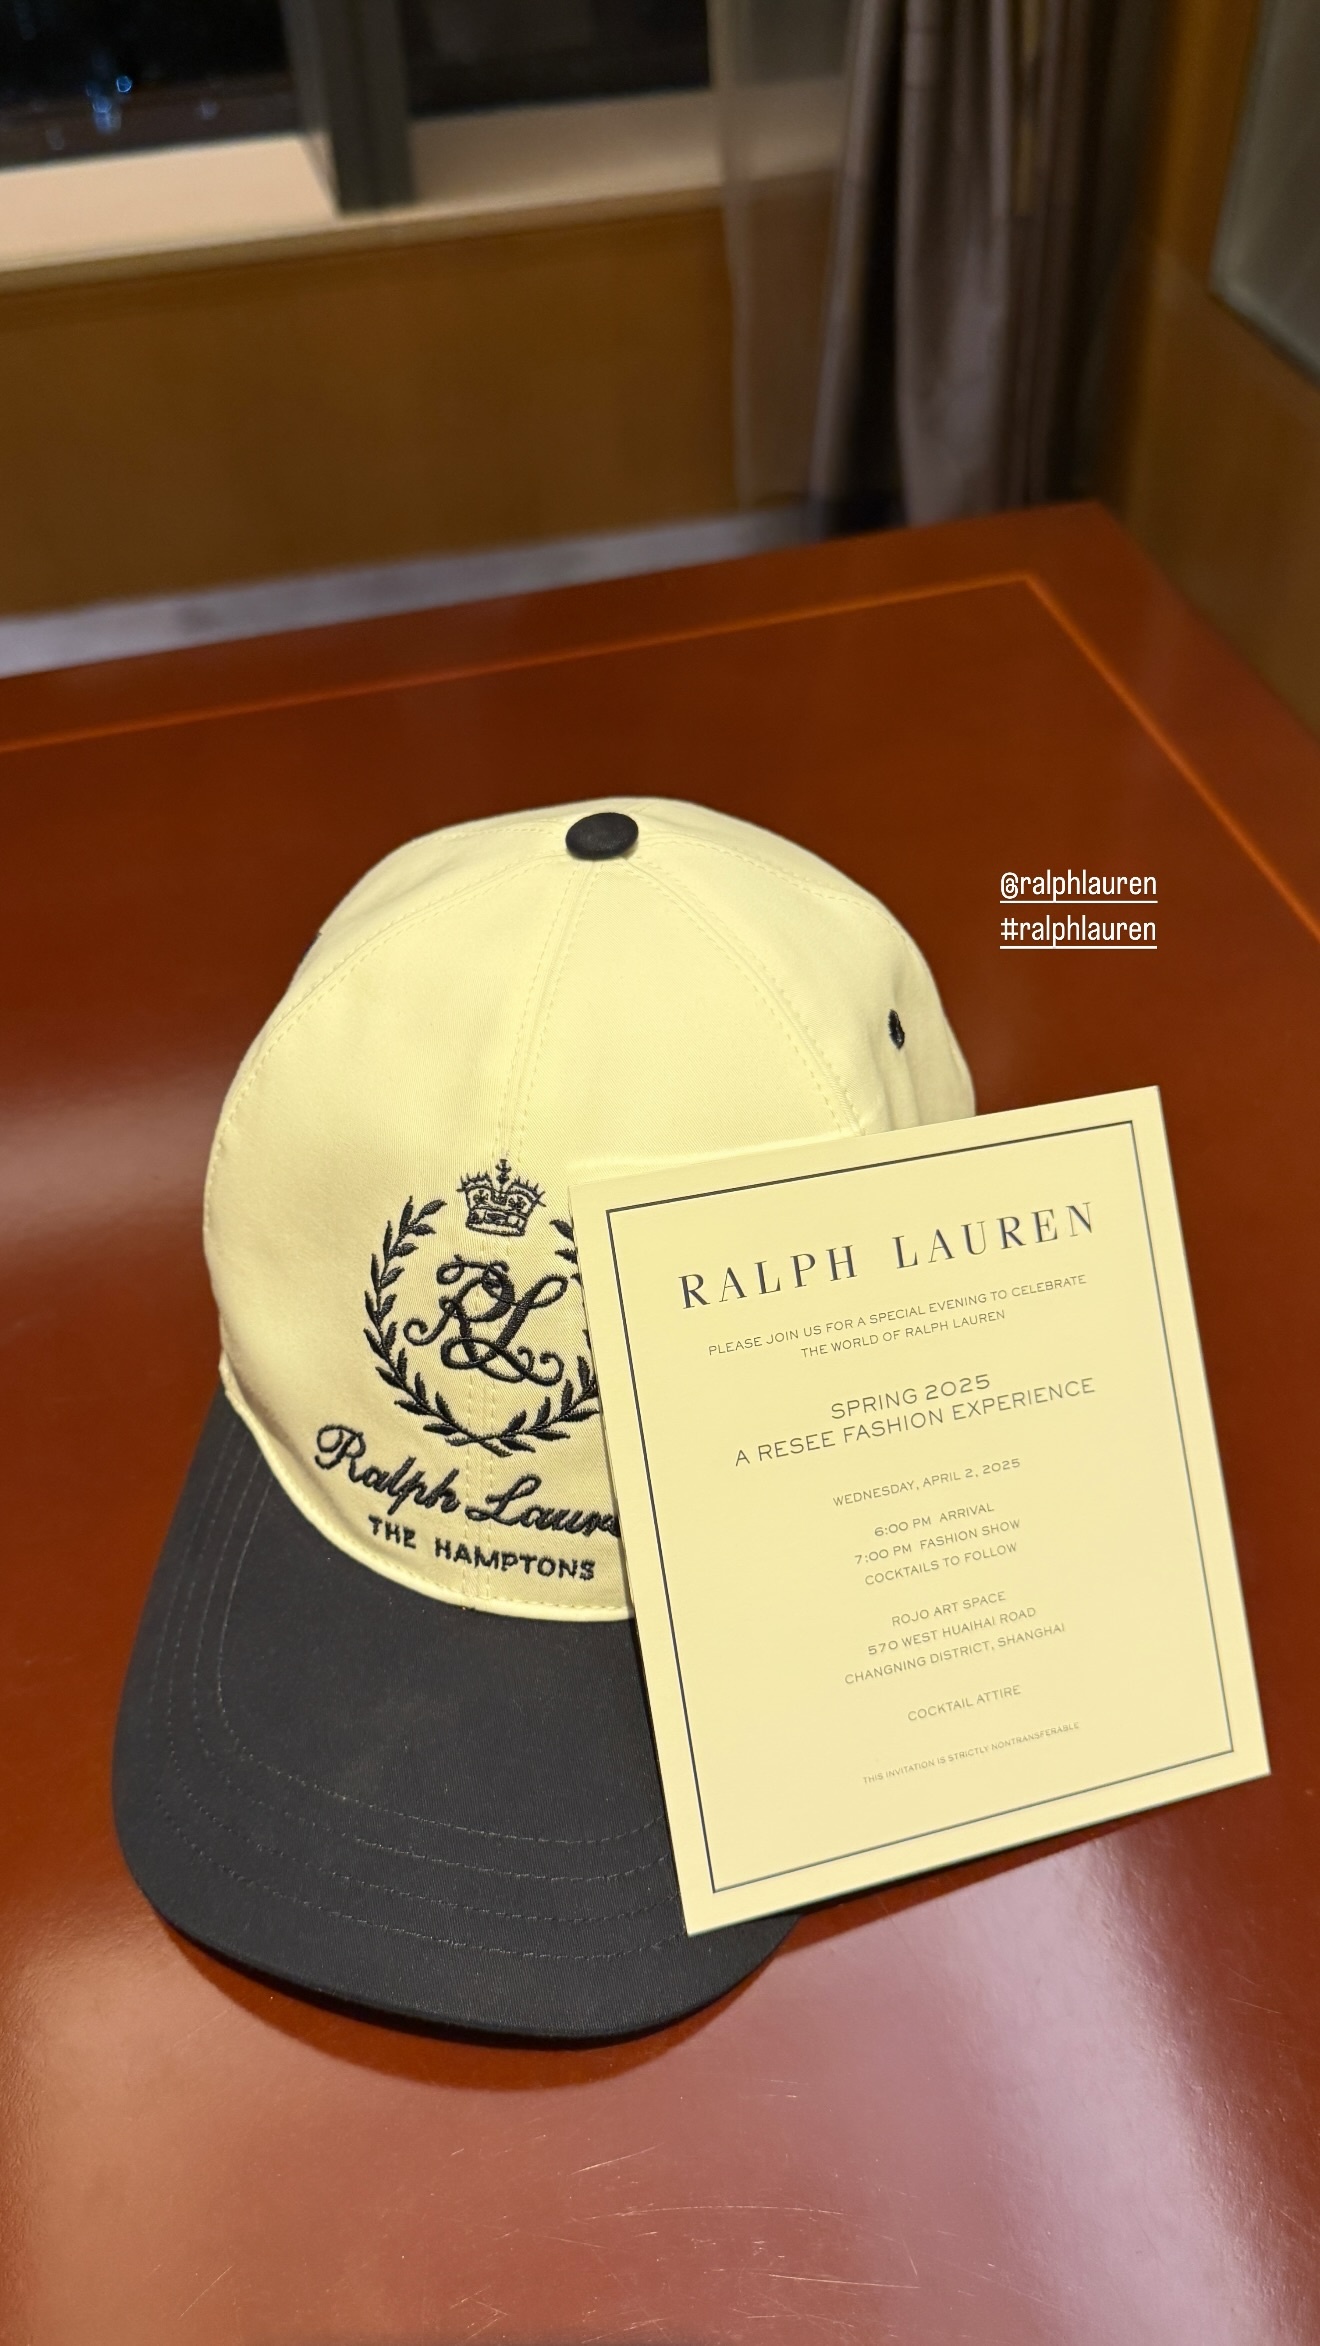 @ralphlauren
#ralphlauren
RL
Ralph Laure
THE HAMPTONS
RALPH LAUREN
PLEASE JOIN US FOR A SPECIAL EVENING TO CELEBRATE
THE WORLD OF RALPH LAUREN
SPRING 2025
A RESEE FASHION EXPERIENCE
WEDNESDAY, APRIL 2, 2025
6:00 PM ARRIVAL
7:00 PM FASHION SHOW
COCKTAILS TO FOLLOW
ROJO ART SPACE
570 WEST HUAIHAI ROAD
CHANGNING DISTRICT, SHANGHAI
COCKTAIL ATTIRE
THIS INVITATION IS STRICTLY NONTRANSFERABLE